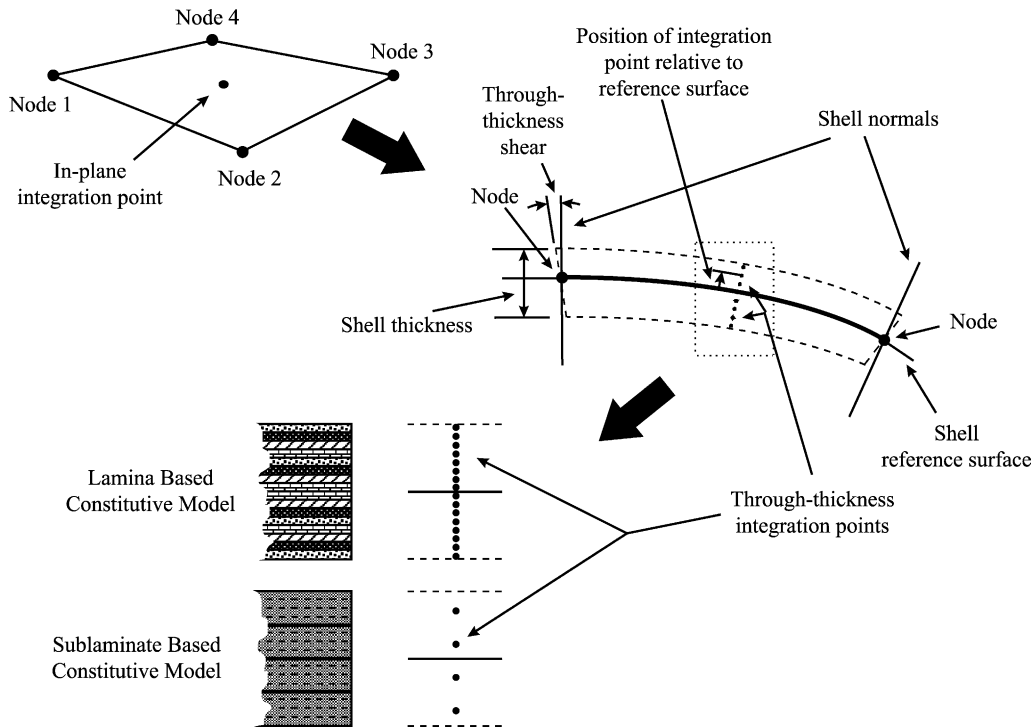 Node 4
Node 3
Node 1
Node 2
In-plane
integration point
Position of integration
point relative to
reference surface
Through-
thickness
shear
Shell normals
Node
Shell thickness
Node
Shell
reference surface
Lamina Based
Constitutive Model
Through-thickness
integration points
Sublaminate Based
Constitutive Model